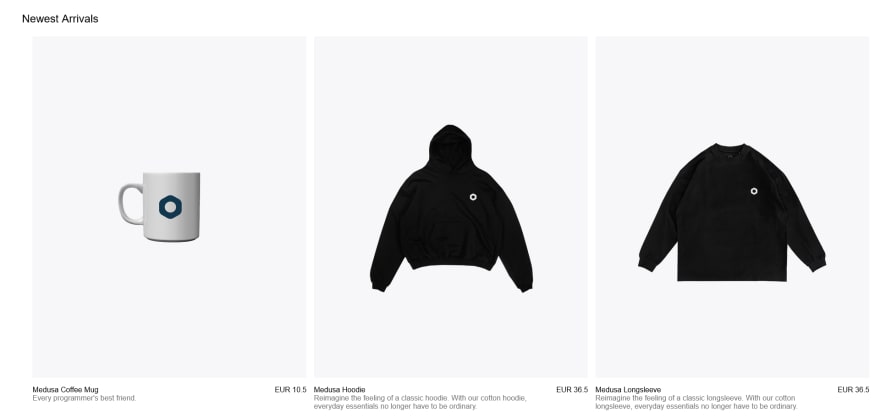 Newest Arrivals
Medusa Coffee Mug
EUR 10.5
Every programmer's best friend.
Medusa Hoodie
EUR 36.5
Reimagine the feeling of a classic hoodie. With our cotton hoodie,
everyday essentials no longer have to be ordinary.
Medusa Longsleeve
EUR 36.5
Reimagine the feeling of a classic longsleeve. With our cotton
longsleeve, everyday essentials no longer have to be ordinary.